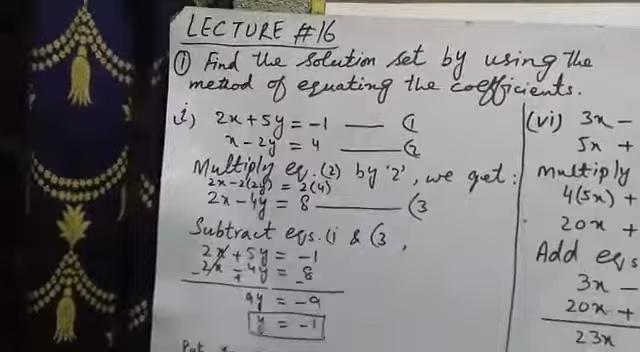 LECTURE #16
① Find the solution set by using the
method of equating the coefficients.
i) 2x + 5y = -1 —— (1
x - 2y = 4 —— (2
Multiply eq.(2) by '2', we get:
2x - 2(2y) = 2(4)
2x - 4y = 8 —— (3
Subtract eqs.(i & (3,
2x + 5y = -1
-2x -+ 4y = -8
9y = -9
y = -1
Put
(vi) 3x -
5x +
multiply
4(5x) +
20x +
Add eqs
3x -
20x +
23x